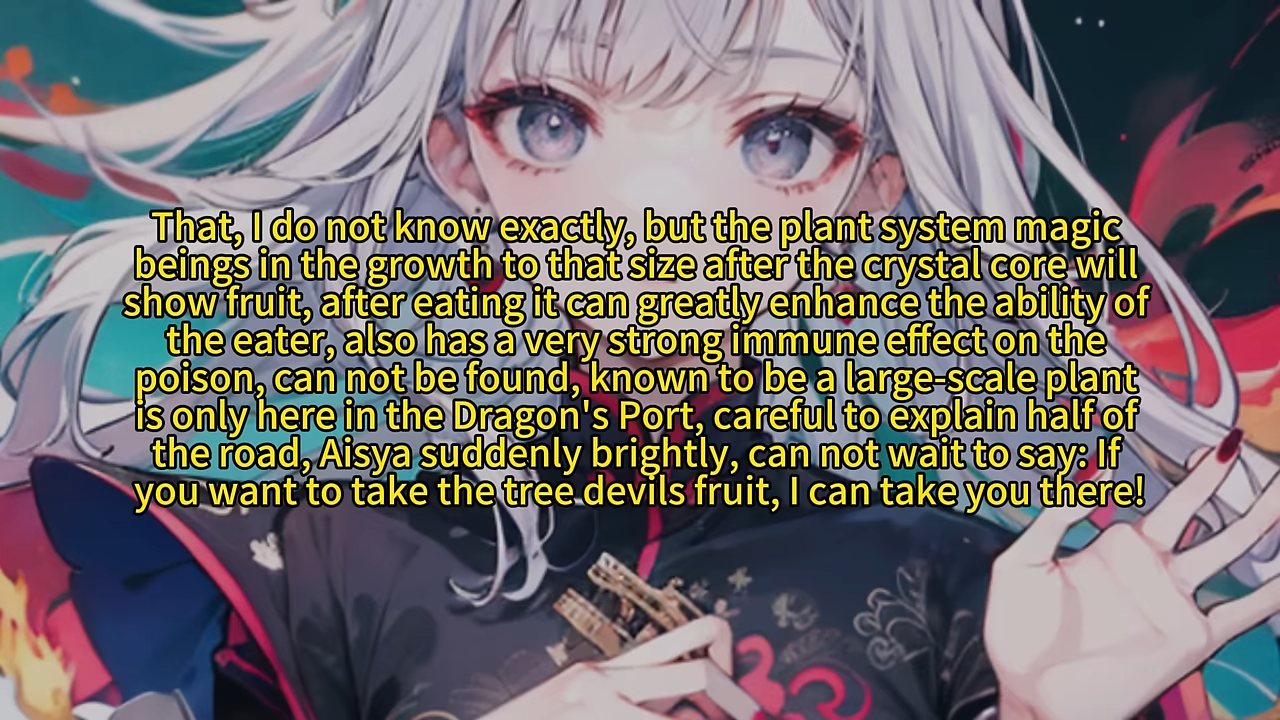 That, I do not know exactly, but the plant system magic
beings in the growth to that size after the crystal core will
show fruit, after eating it can greatly enhance the ability of
the eater, also has a very strong immune effect on the
poison, can not be found, known to be a large-scale plant
is only here in the Dragon's Port, careful to explain half of
the road, Aisya suddenly brightly, can not wait to say: If
you want to take the tree devils fruit, I can take you there!